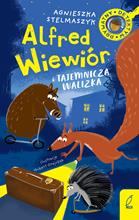 AGNIESZKA
STELMASZYK
Alfred
Wiewiór
i TAJEMNICZA
WALIZKA